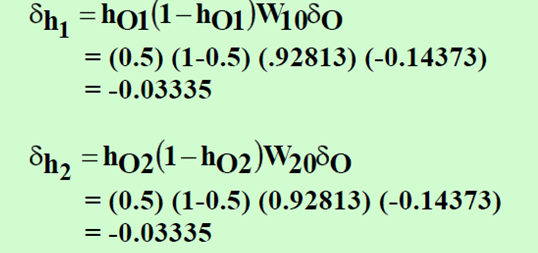 δh₁ = hO1(1−hO1)W10δO
= (0.5) (1-0.5) (.92813) (-0.14373)
= -0.03335
δh₂ = hO2(1−hO2)W20δO
= (0.5) (1-0.5) (0.92813) (-0.14373)
= -0.03335